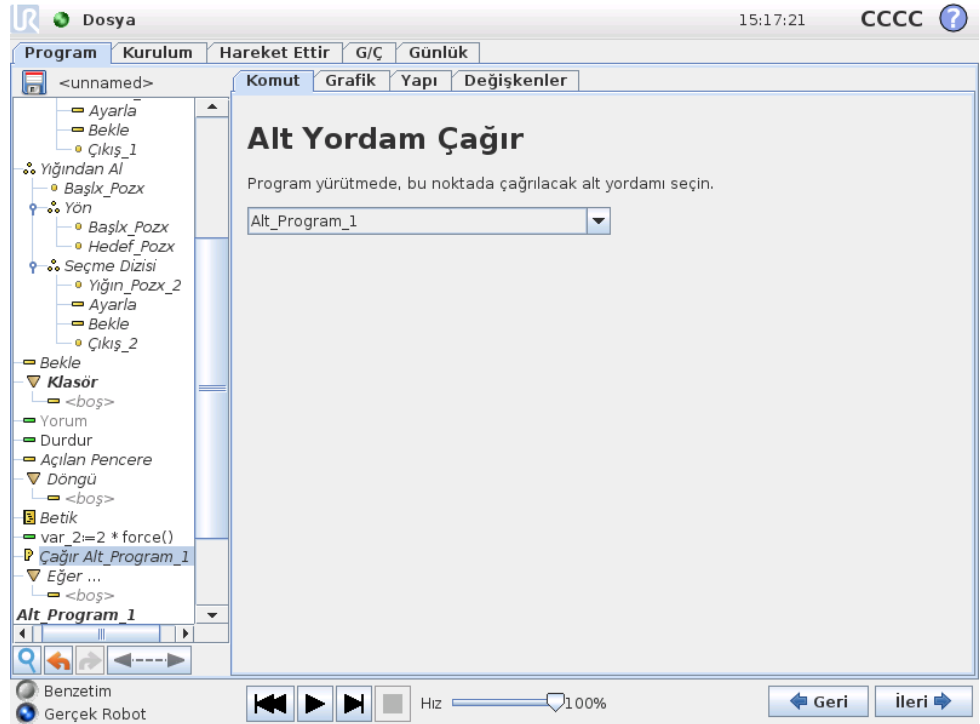 UR Dosya 15:17:21 CCCC ?
Program Kurulum Hareket Ettir G/Ç Günlük
<unnamed>
Komut Grafik Yapı Değişkenler
Ayarla
Bekle
Çıkış_1
Yığından Al
Başlx_Pozx
Yön
Başlx_Pozx
Hedef_Pozx
Seçme Dizisi
Yığın_Pozx_2
Ayarla
Bekle
Çıkış_2
Bekle
Klasör
<boş>
Yorum
Durdur
Açılan Pencere
Döngü
<boş>
Betik
var_2:=2 * force()
Çağır Alt_Program_1
Eğer ...
<boş>
Alt_Program_1
Alt Yordam Çağır
Program yürütmede, bu noktada çağrılacak alt yordamı seçin.
Alt_Program_1
Benzetim
Gerçek Robot
Hız 100%
Geri İleri